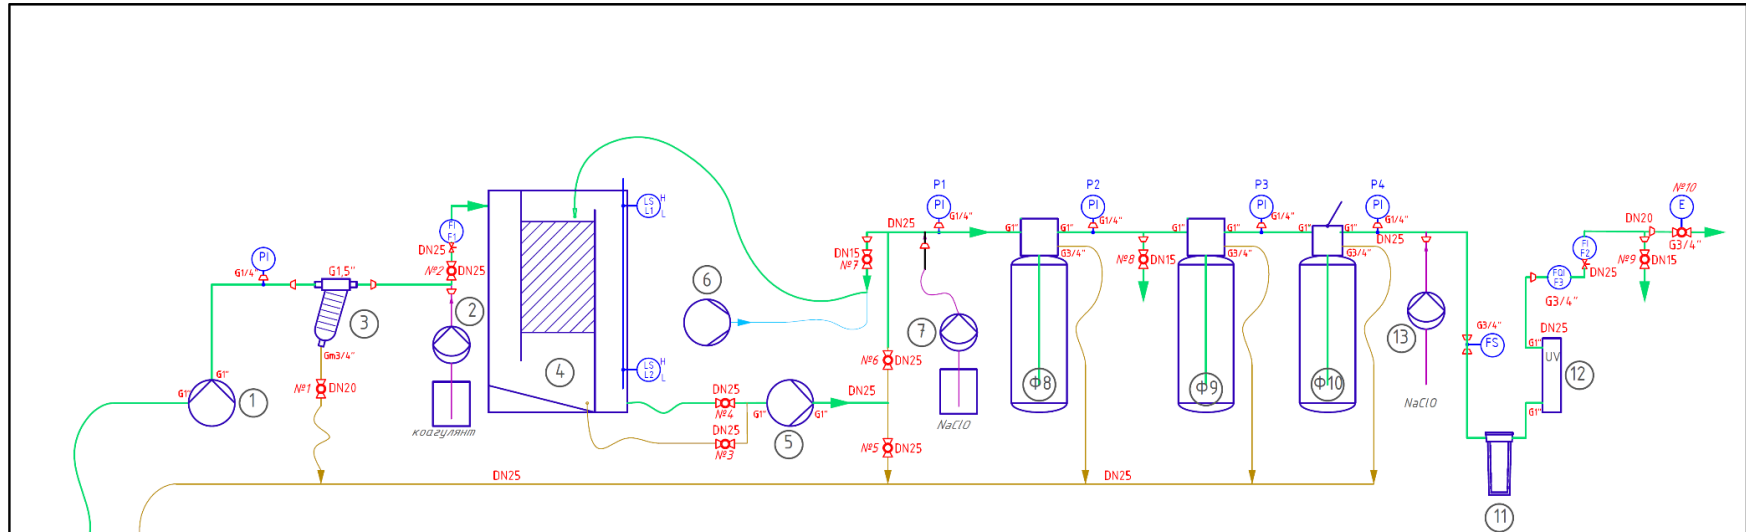 PI
G1/4"
G1,5"
3
Gm3/4"
№1
DN20
G1"
G1"
1
FI
F1
DN25
№2
DN25
2
коагулянт
LS
L1
H
L
4
LS
L2
H
L
6
DN25
№4
DN25
№3
G1"
G1"
5
DN25
DN15
№7
DN25
№6
DN25
№5
DN25
DN25
P1
PI
G1/4"
7
NaClO
G1"
G1"
G3/4"
Ф8
P2
PI
G1/4"
№8
DN15
G1"
G1"
G3/4"
Ф9
P3
PI
G1/4"
G1"
G1"
G3/4"
Ф10
P4
PI
G1/4"
DN25
DN25
13
NaClO
G3/4"
FS
11
G1"
G1"
DN25
UV
12
FQI
F3
G3/4"
FI
F2
DN25
DN20
№9
DN15
№10
E
G3/4"